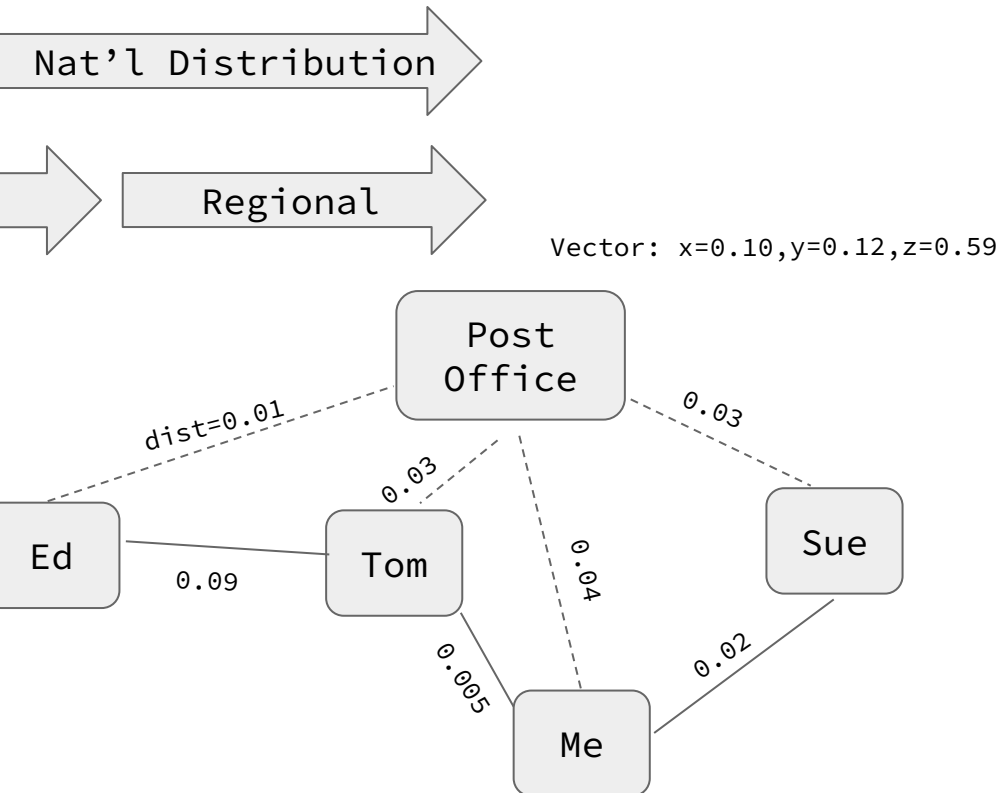 Nat’l Distribution
Regional
Vector: x=0.10,y=0.12,z=0.59
Post
Office
dist=0.01
0.03
0.03
0.04
Ed
0.09
Tom
Sue
0.005
0.02
Me